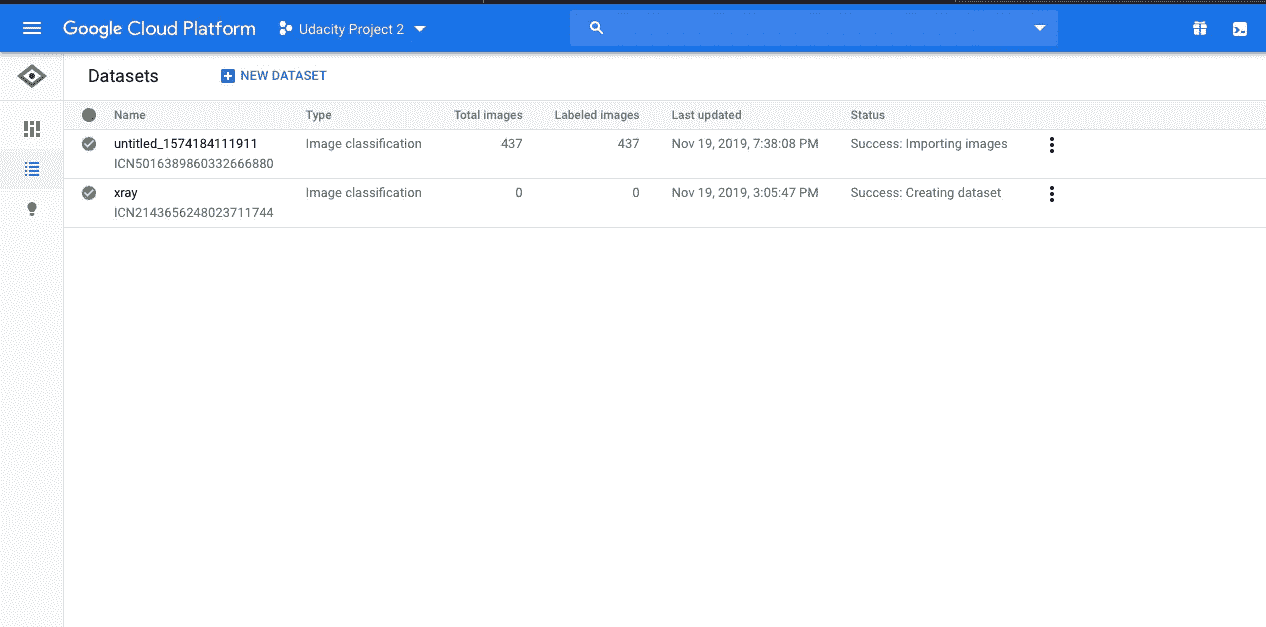 Google Cloud Platform Udacity Project 2
Datasets NEW DATASET
Name Type Total images Labeled images Last updated Status
untitled_1574184111911 Image classification 437 437 Nov 19, 2019, 7:38:08 PM Success: Importing images
ICN5016389860332666880
xray Image classification 0 0 Nov 19, 2019, 3:05:47 PM Success: Creating dataset
ICN2143656248023711744